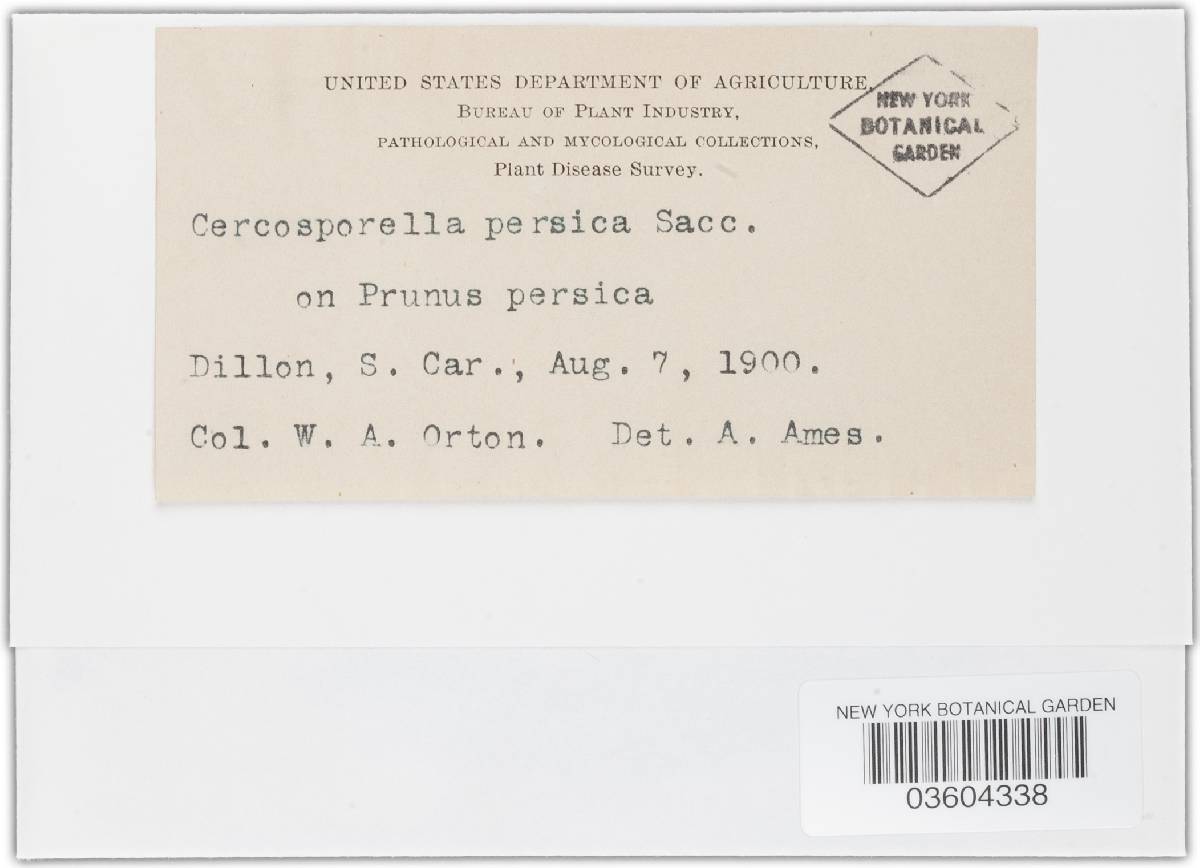 UNITED STATES DEPARTMENT OF AGRICULTURE,
BUREAU OF PLANT INDUSTRY,
PATHOLOGICAL AND MYCOLOGICAL COLLECTIONS,
Plant Disease Survey.
NEW YORK
BOTANICAL
GARDEN
Cercosporella persica Sacc.
on Prunus persica
Dillon, S. Car., Aug. 7, 1900.
Col. W. A. Orton. Det. A. Ames.
NEW YORK BOTANICAL GARDEN
03604338